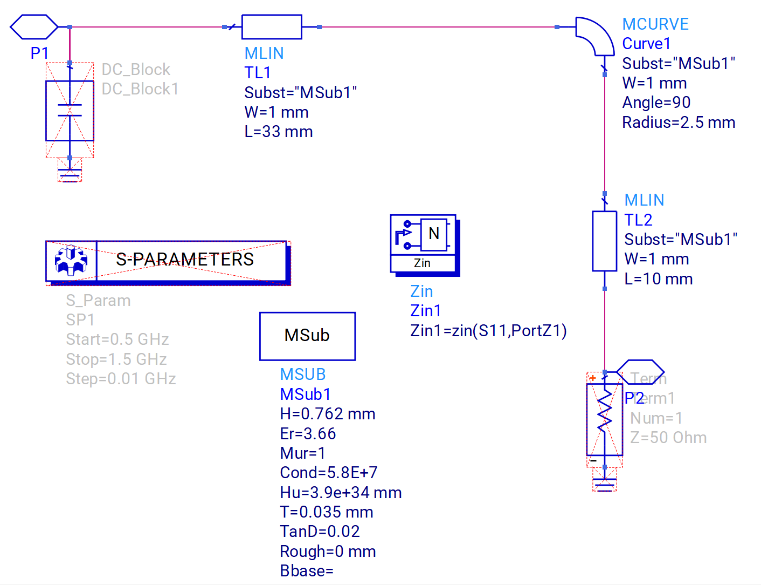 P1
DC_Block
DC_Block1
MLIN
TL1
Subst="MSub1"
W=1 mm
L=33 mm
MCURVE
Curve1
Subst="MSub1"
W=1 mm
Angle=90
Radius=2.5 mm
MLIN
TL2
Subst="MSub1"
W=1 mm
L=10 mm
S-PARAMETERS
S_Param
SP1
Start=0.5 GHz
Stop=1.5 GHz
Step=0.01 GHz
N
Zin
Zin
Zin1
Zin1=zin(S11,PortZ1)
MSub
MSUB
MSub1
H=0.762 mm
Er=3.66
Mur=1
Cond=5.8E+7
Hu=3.9e+34 mm
T=0.035 mm
TanD=0.02
Rough=0 mm
Bbase=
+
-
P2
Term
Term1
Num=1
Z=50 Ohm